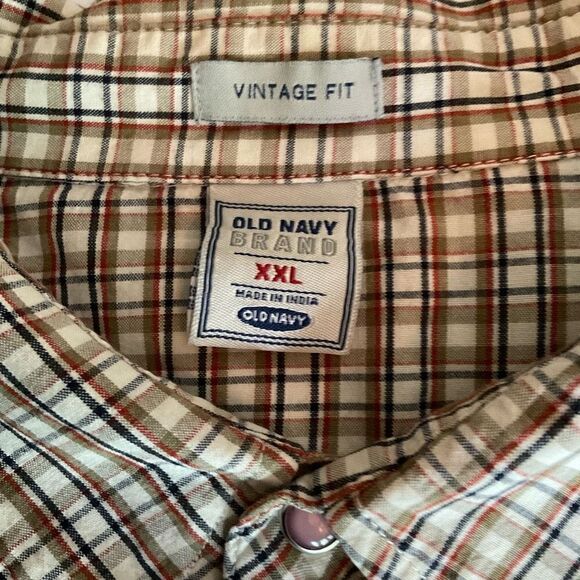 VINTAGE FIT
OLD NAVY
BRAND
XXL
MADE IN INDIA
OLD NAVY